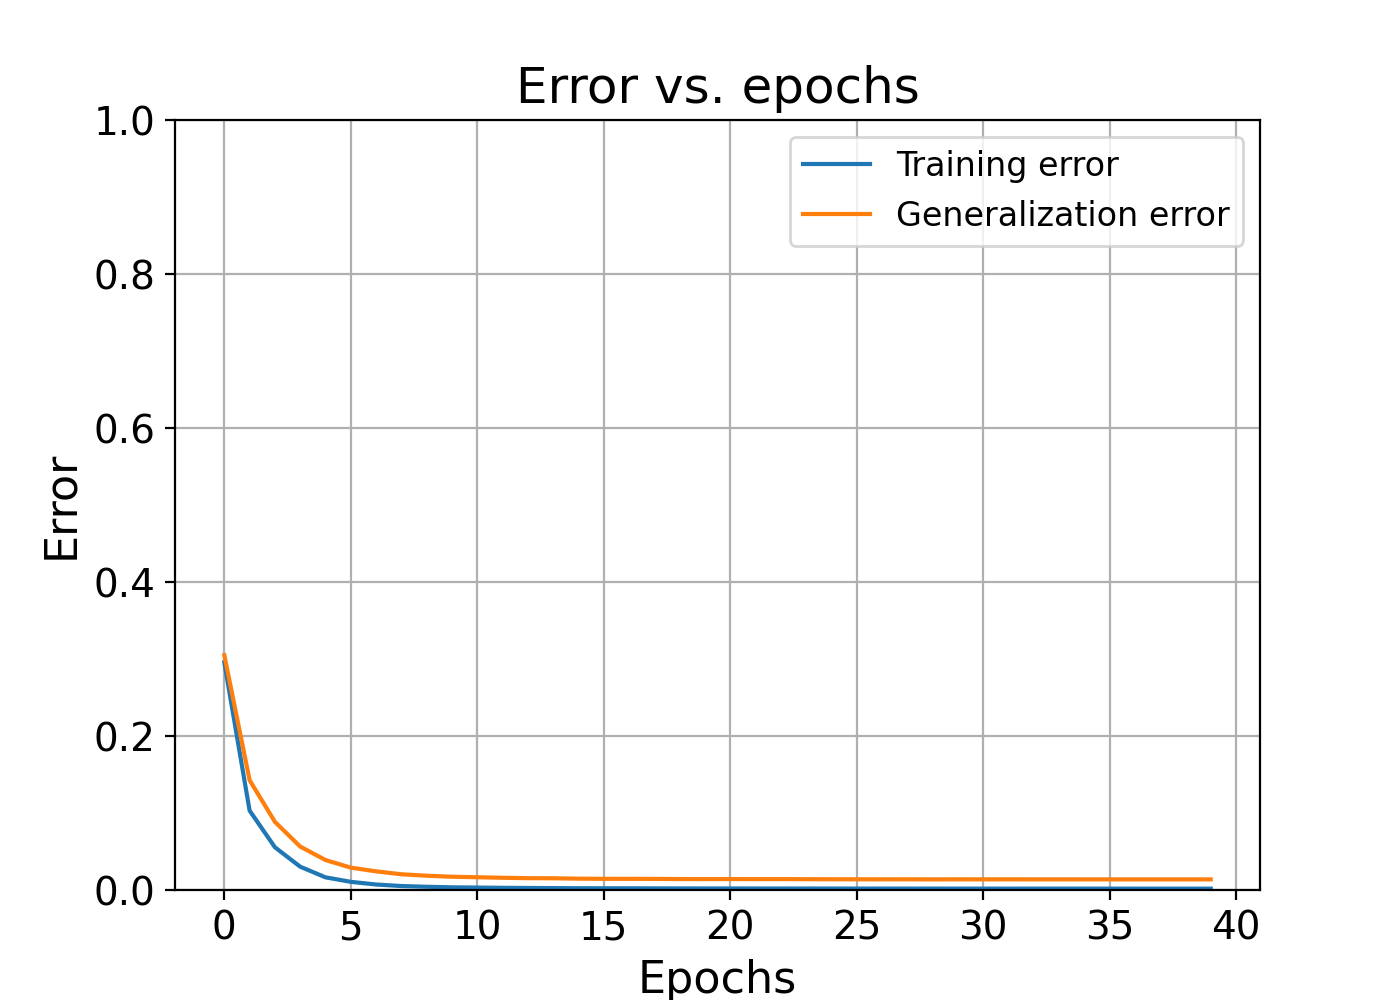 Error vs. epochs
1.0
0.8
0.6
0.4
0.2
0.0
Error
Training error
Generalization error
0 5 10 15 20 25 30 35 40
Epochs